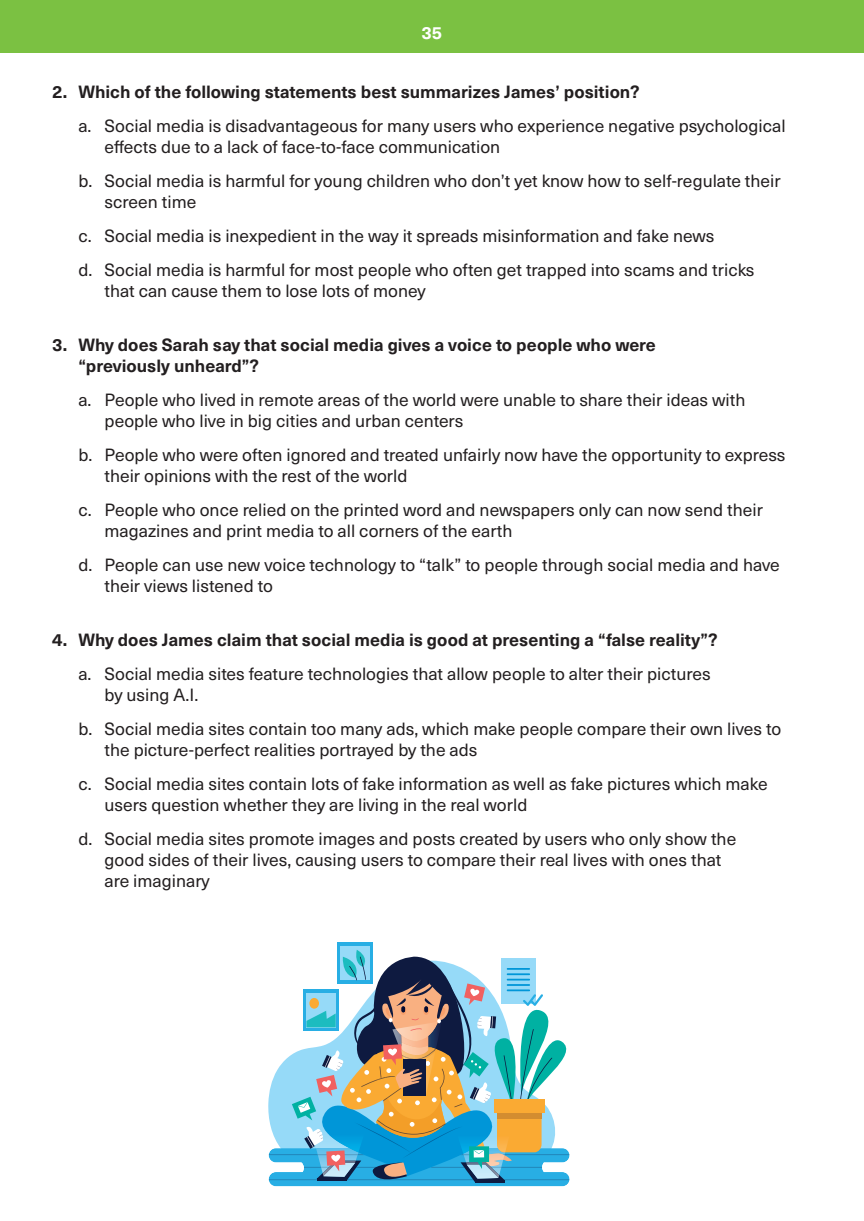 35
2. Which of the following statements best summarizes James’ position?
a. Social media is disadvantageous for many users who experience negative psychological
effects due to a lack of face-to-face communication
b. Social media is harmful for young children who don’t yet know how to self-regulate their
screen time
c. Social media is inexpedient in the way it spreads misinformation and fake news
d. Social media is harmful for most people who often get trapped into scams and tricks
that can cause them to lose lots of money
3. Why does Sarah say that social media gives a voice to people who were
“previously unheard”?
a. People who lived in remote areas of the world were unable to share their ideas with
people who live in big cities and urban centers
b. People who were often ignored and treated unfairly now have the opportunity to express
their opinions with the rest of the world
c. People who once relied on the printed word and newspapers only can now send their
magazines and print media to all corners of the earth
d. People can use new voice technology to “talk” to people through social media and have
their views listened to
4. Why does James claim that social media is good at presenting a “false reality”?
a. Social media sites feature technologies that allow people to alter their pictures
by using A.I.
b. Social media sites contain too many ads, which make people compare their own lives to
the picture-perfect realities portrayed by the ads
c. Social media sites contain lots of fake information as well as fake pictures which make
users question whether they are living in the real world
d. Social media sites promote images and posts created by users who only show the
good sides of their lives, causing users to compare their real lives with ones that
are imaginary